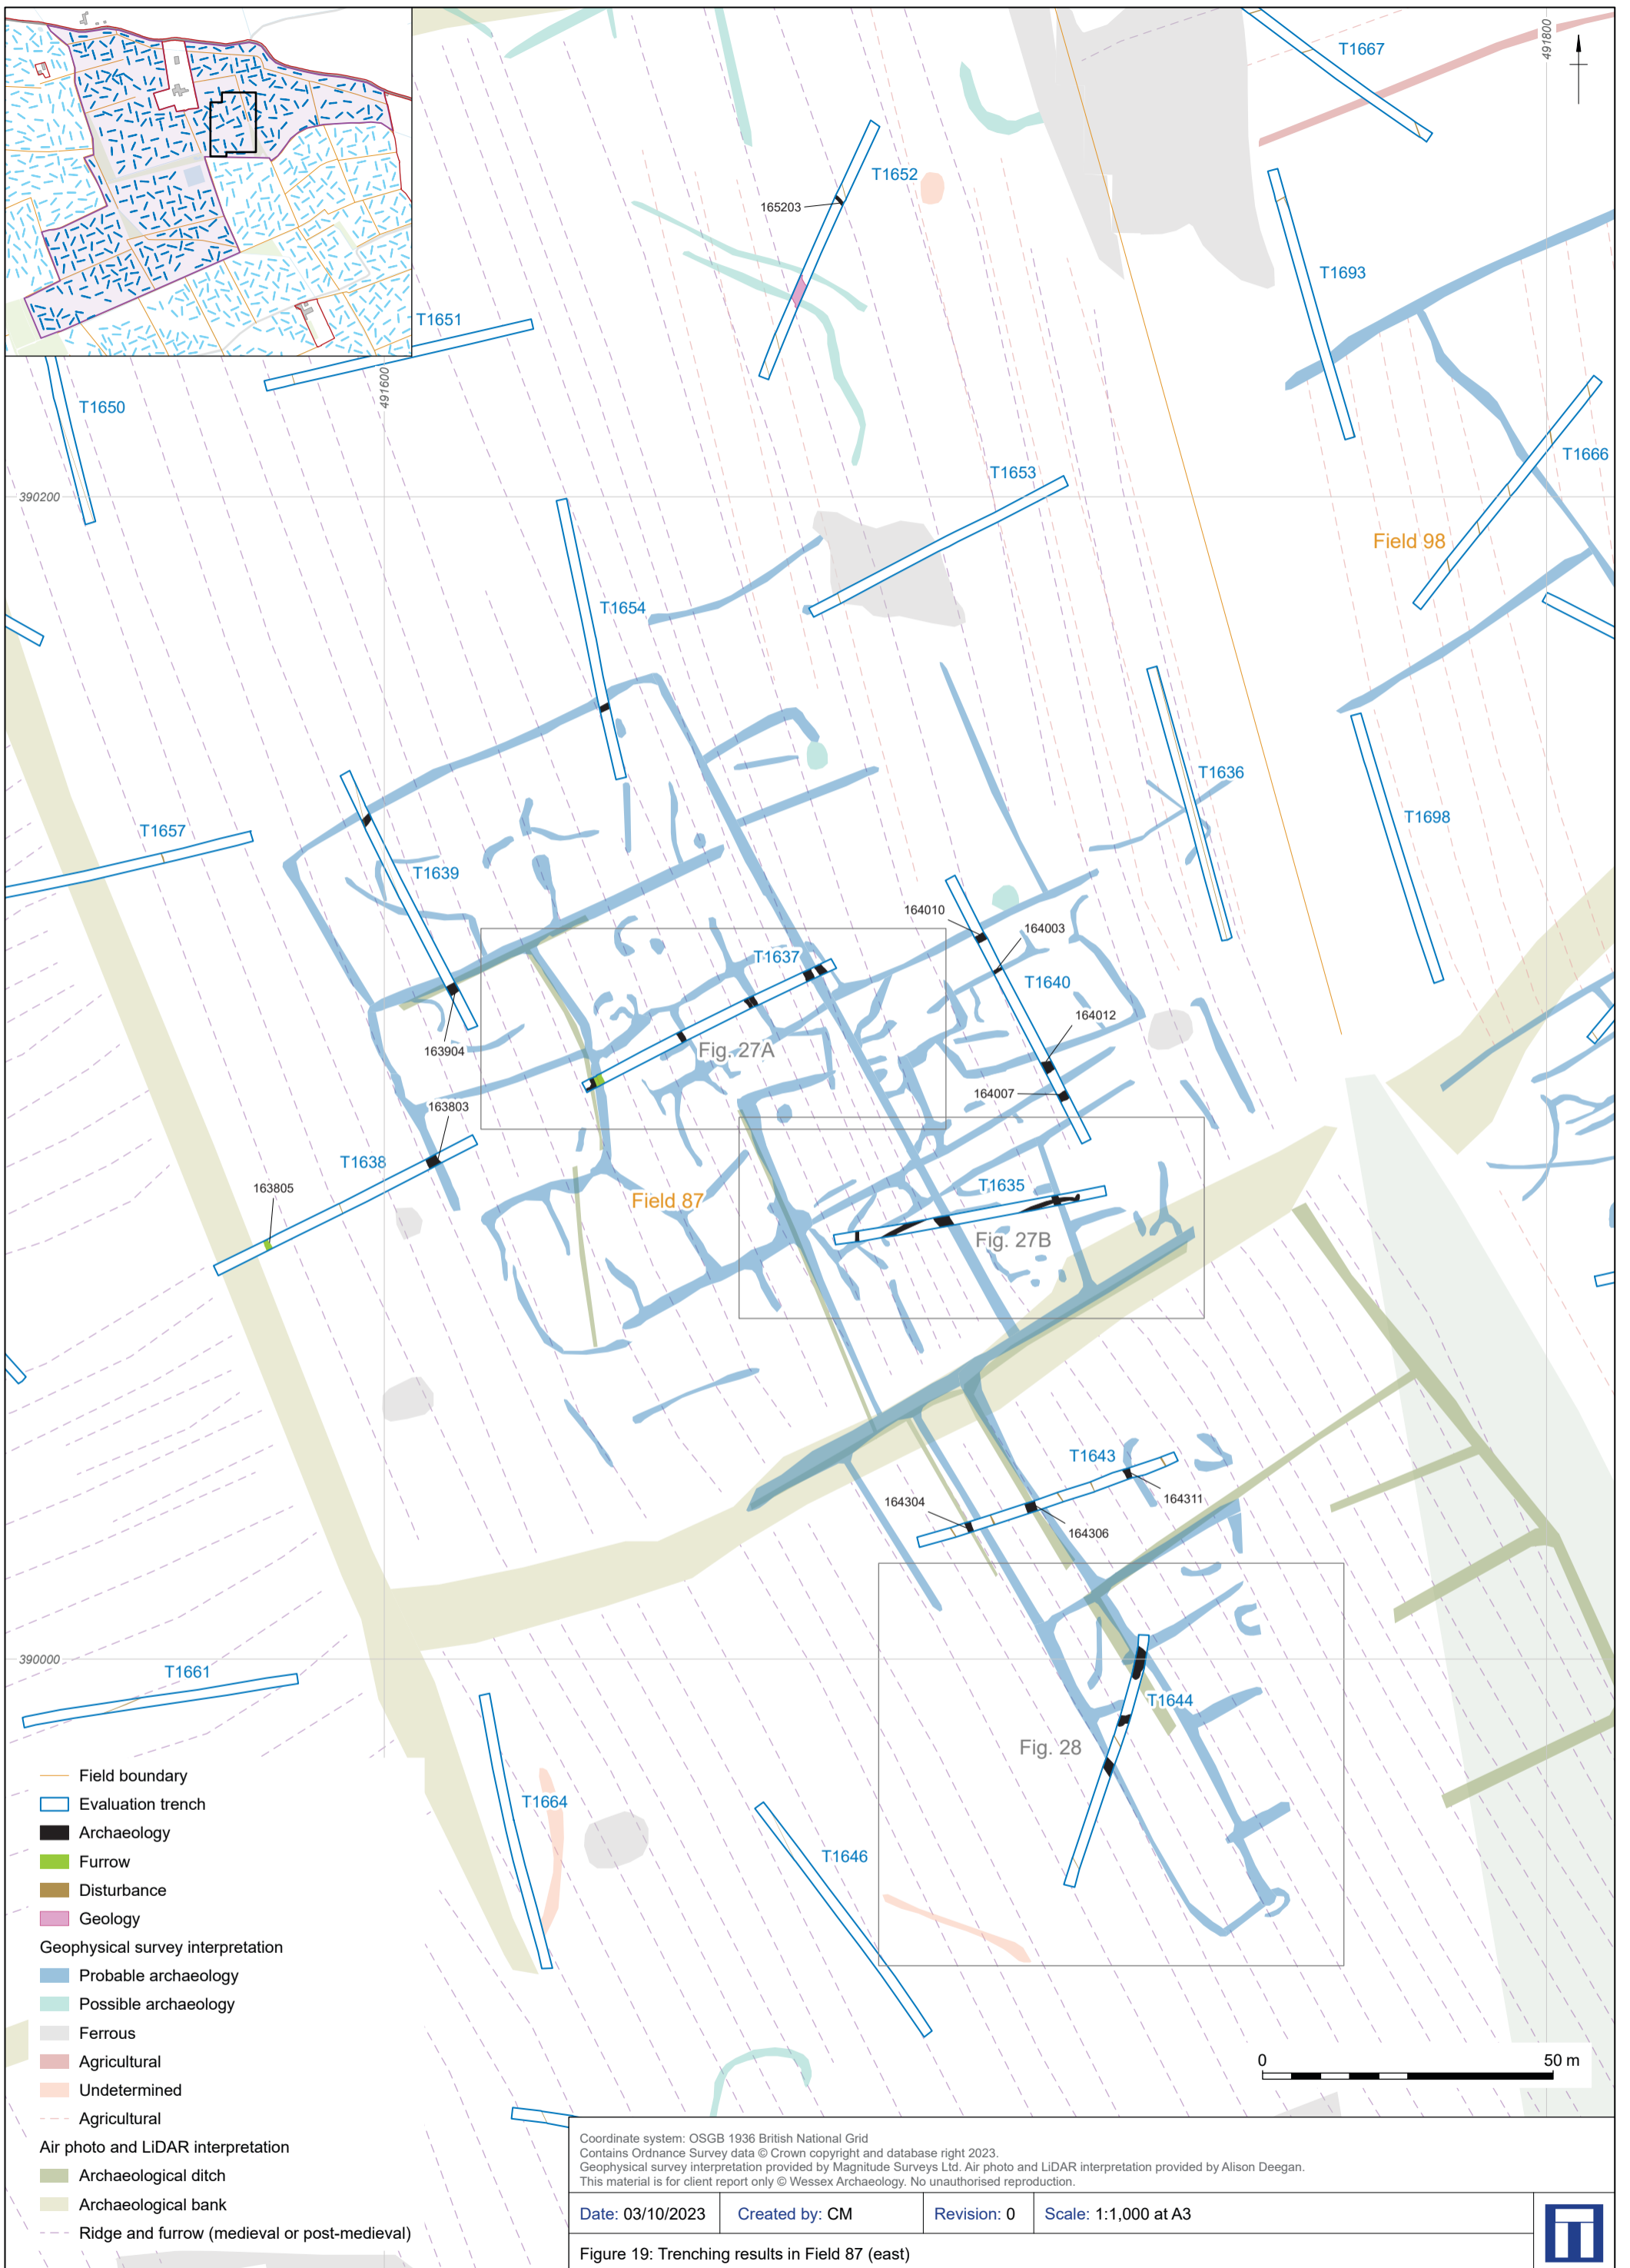 491800
T1667
T1652
165203
T1693
T1651
491600
T1650
T1653
T1666
390200
Field 98
T1654
T1636
T1657
T1698
T1639
164010
164003
T1637
T1640
164012
Fig. 27A
163904
164007
163803
T1638
163805
T1635
Field 87
Fig. 27B
T1643
164304
164311
164306
390000
T1661
T1644
Fig. 28
T1664
T1646
Field boundary
Evaluation trench
Archaeology
Furrow
Disturbance
Geology
Geophysical survey interpretation
Probable archaeology
Possible archaeology
Ferrous
Agricultural
Undetermined
Agricultural
Air photo and LiDAR interpretation
Archaeological ditch
Archaeological bank
Ridge and furrow (medieval or post-medieval)
0 50 m
Coordinate system: OSGB 1936 British National Grid
Contains Ordnance Survey data © Crown copyright and database right 2023.
Geophysical survey interpretation provided by Magnitude Surveys Ltd. Air photo and LiDAR interpretation provided by Alison Deegan.
This material is for client report only © Wessex Archaeology. No unauthorised reproduction.
Date: 03/10/2023 Created by: CM Revision: 0 Scale: 1:1,000 at A3
Figure 19: Trenching results in Field 87 (east)